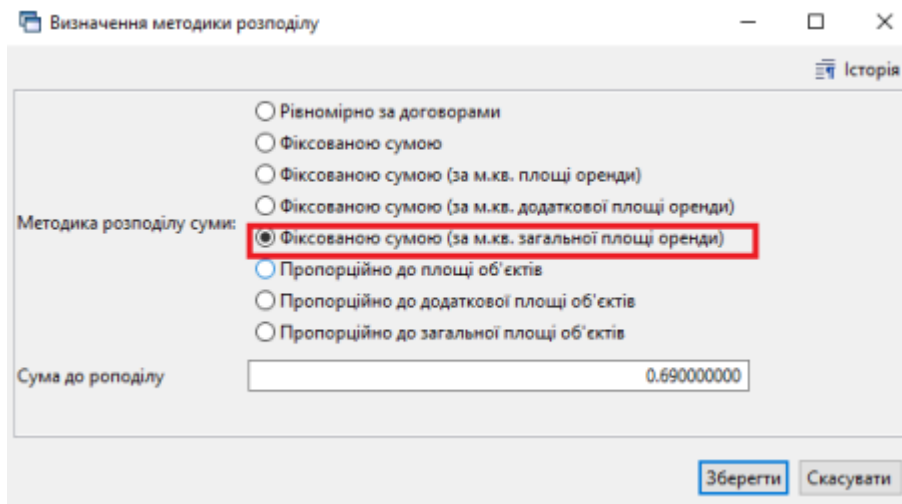 Визначення методики розподілу
Історія
Рівномірно за договорами
Фіксованою сумою
Фіксованою сумою (за м.кв. площі оренди)
Фіксованою сумою (за м.кв. додаткової площі оренди)
Методика розподілу суми:
Фіксованою сумою (за м.кв. загальної площі оренди)
Пропорційно до площі об'єктів
Пропорційно до додаткової площі об'єктів
Пропорційно до загальної площі об'єктів
Сума до роподілу 0.690000000
Зберегти Скасувати